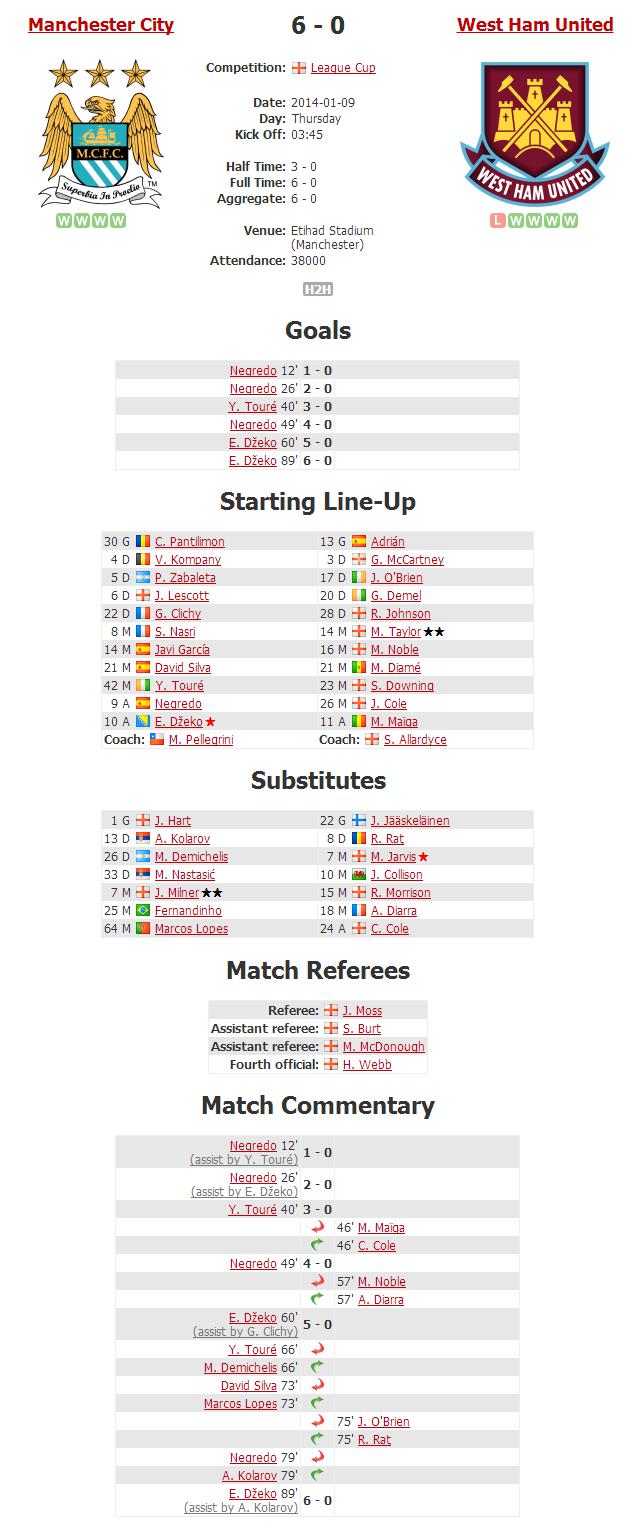 Manchester City 6 - 0 West Ham United
Competition: League Cup
Date: 2014-01-09
Day: Thursday
Kick Off: 03:45
Half Time: 3 - 0
Full Time: 6 - 0
Aggregate: 6 - 0
Venue: Etihad Stadium
(Manchester)
Attendance: 38000
M.C.F.C.
Superbia In Proelio TM
W W W W
WEST HAM UNITED
L W W W W
H2H
Goals
Negredo 12' 1 - 0
Negredo 26' 2 - 0
Y. Touré 40' 3 - 0
Negredo 49' 4 - 0
E. Džeko 60' 5 - 0
E. Džeko 89' 6 - 0
Starting Line-Up
30 G C. Pantilimon 13 G Adrián
4 D V. Kompany 3 D G. McCartney
5 D P. Zabaleta 17 D J. O'Brien
6 D J. Lescott 20 D G. Demel
22 D G. Clichy 28 D R. Johnson
8 M S. Nasri 14 M M. Taylor ★★
14 M Javi García 16 M M. Noble
21 M David Silva 21 M M. Diamé
42 M Y. Touré 23 M S. Downing
9 A Negredo 26 M J. Cole
10 A E. Džeko ★ 11 A M. Maïga
Coach: M. Pellegrini Coach: S. Allardyce
Substitutes
1 G J. Hart 22 G J. Jääskeläinen
13 D A. Kolarov 8 D R. Rat
26 D M. Demichelis 7 M M. Jarvis ★
33 D M. Nastasić 10 M J. Collison
7 M J. Milner ★★ 15 M R. Morrison
25 M Fernandinho 18 M A. Diarra
64 M Marcos Lopes 24 A C. Cole
Match Referees
Referee: J. Moss
Assistant referee: S. Burt
Assistant referee: M. McDonough
Fourth official: H. Webb
Match Commentary
Negredo 12' 1 - 0
(assist by Y. Touré)
Negredo 26' 2 - 0
(assist by E. Džeko)
Y. Touré 40' 3 - 0
46' M. Maïga
46' C. Cole
Negredo 49' 4 - 0
57' M. Noble
57' A. Diarra
E. Džeko 60' 5 - 0
(assist by G. Clichy)
Y. Touré 66'
M. Demichelis 66'
David Silva 73'
Marcos Lopes 73'
75' J. O'Brien
75' R. Rat
Negredo 79'
A. Kolarov 79'
E. Džeko 89' 6 - 0
(assist by A. Kolarov)